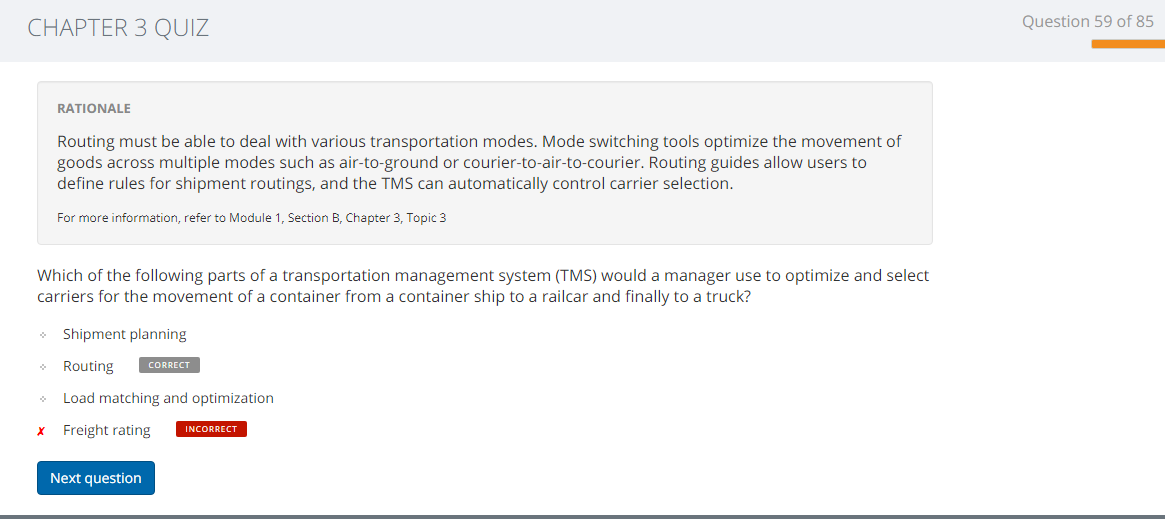 CHAPTER 3 QUIZ
Question 59 of 85
RATIONALE
Routing must be able to deal with various transportation modes. Mode switching tools optimize the movement of
goods across multiple modes such as air-to-ground or courier-to-air-to-courier. Routing guides allow users to
define rules for shipment routings, and the TMS can automatically control carrier selection.
For more information, refer to Module 1, Section B, Chapter 3, Topic 3
Which of the following parts of a transportation management system (TMS) would a manager use to optimize and select
carriers for the movement of a container from a container ship to a railcar and finally to a truck?
Shipment planning
Routing CORRECT
Load matching and optimization
✗ Freight rating INCORRECT
Next question